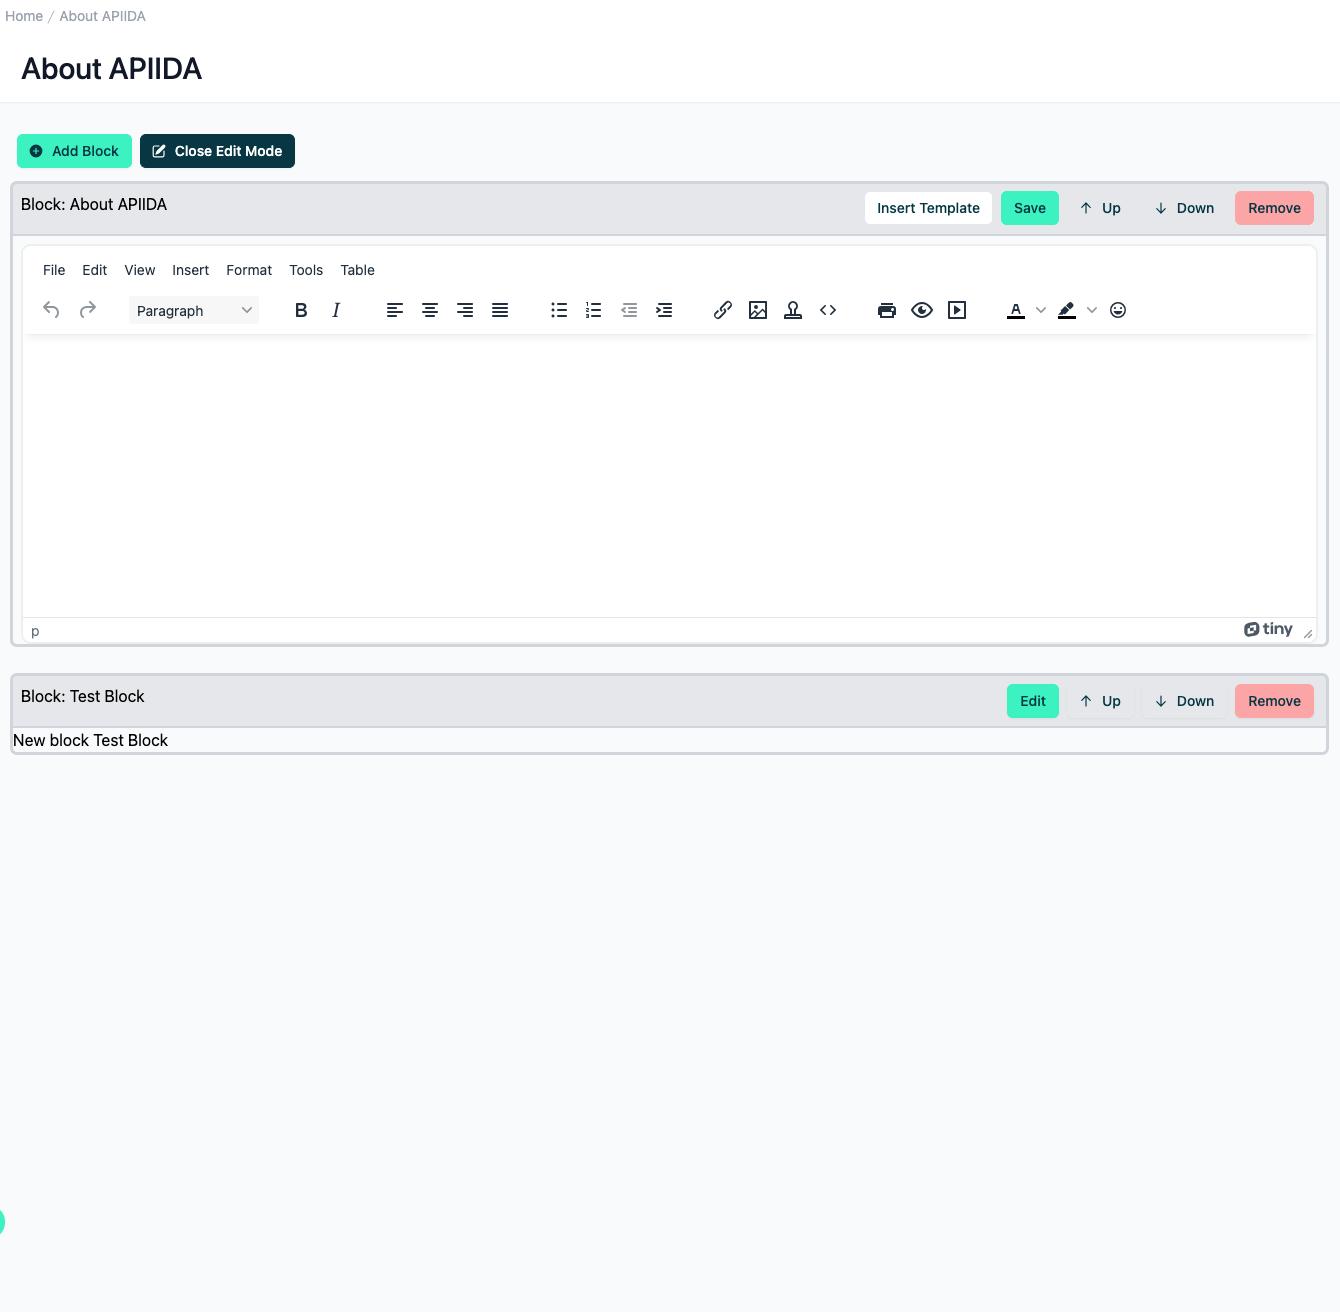 Home / About APIIDA
About APIIDA
Add Block Close Edit Mode
Block: About APIIDA Insert Template Save Up Down Remove
File Edit View Insert Format Tools Table
Paragraph B I A
p tiny
Block: Test Block Edit Up Down Remove
New block Test Block